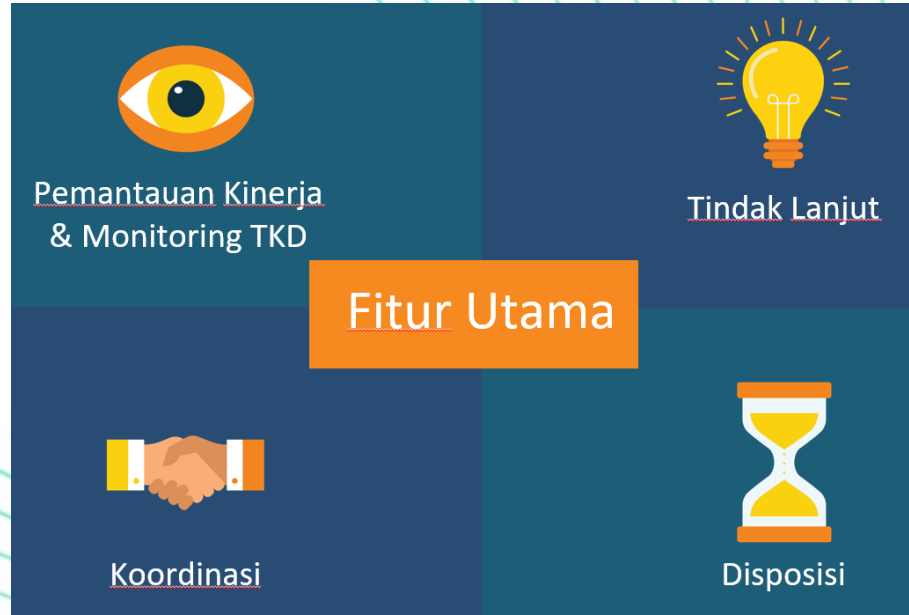 Pemantauan Kinerja
& Monitoring TKD
Tindak Lanjut
Fitur Utama
Koordinasi
Disposisi